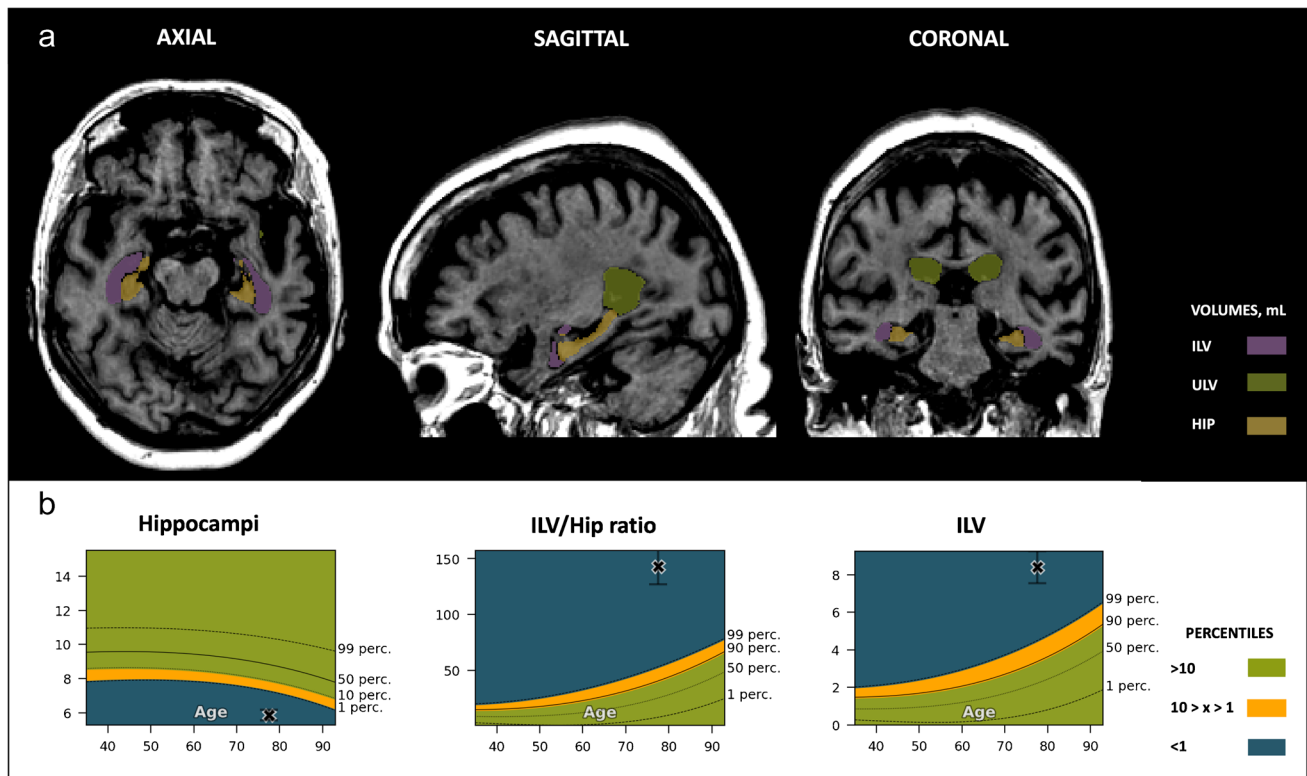 a
AXIAL
SAGITTAL
CORONAL
VOLUMES, mL
ILV
ULV
HIP
b
Hippocampi
14
12
10
8
6
99 perc.
50 perc.
10 perc.
1 perc.
Age
40 50 60 70 80 90
ILV/Hip ratio
150
100
50
99 perc.
90 perc.
50 perc.
1 perc.
Age
40 50 60 70 80 90
ILV
8
6
4
2
0
99 perc.
90 perc.
50 perc.
1 perc.
Age
40 50 60 70 80 90
PERCENTILES
>10
10 > x > 1
<1